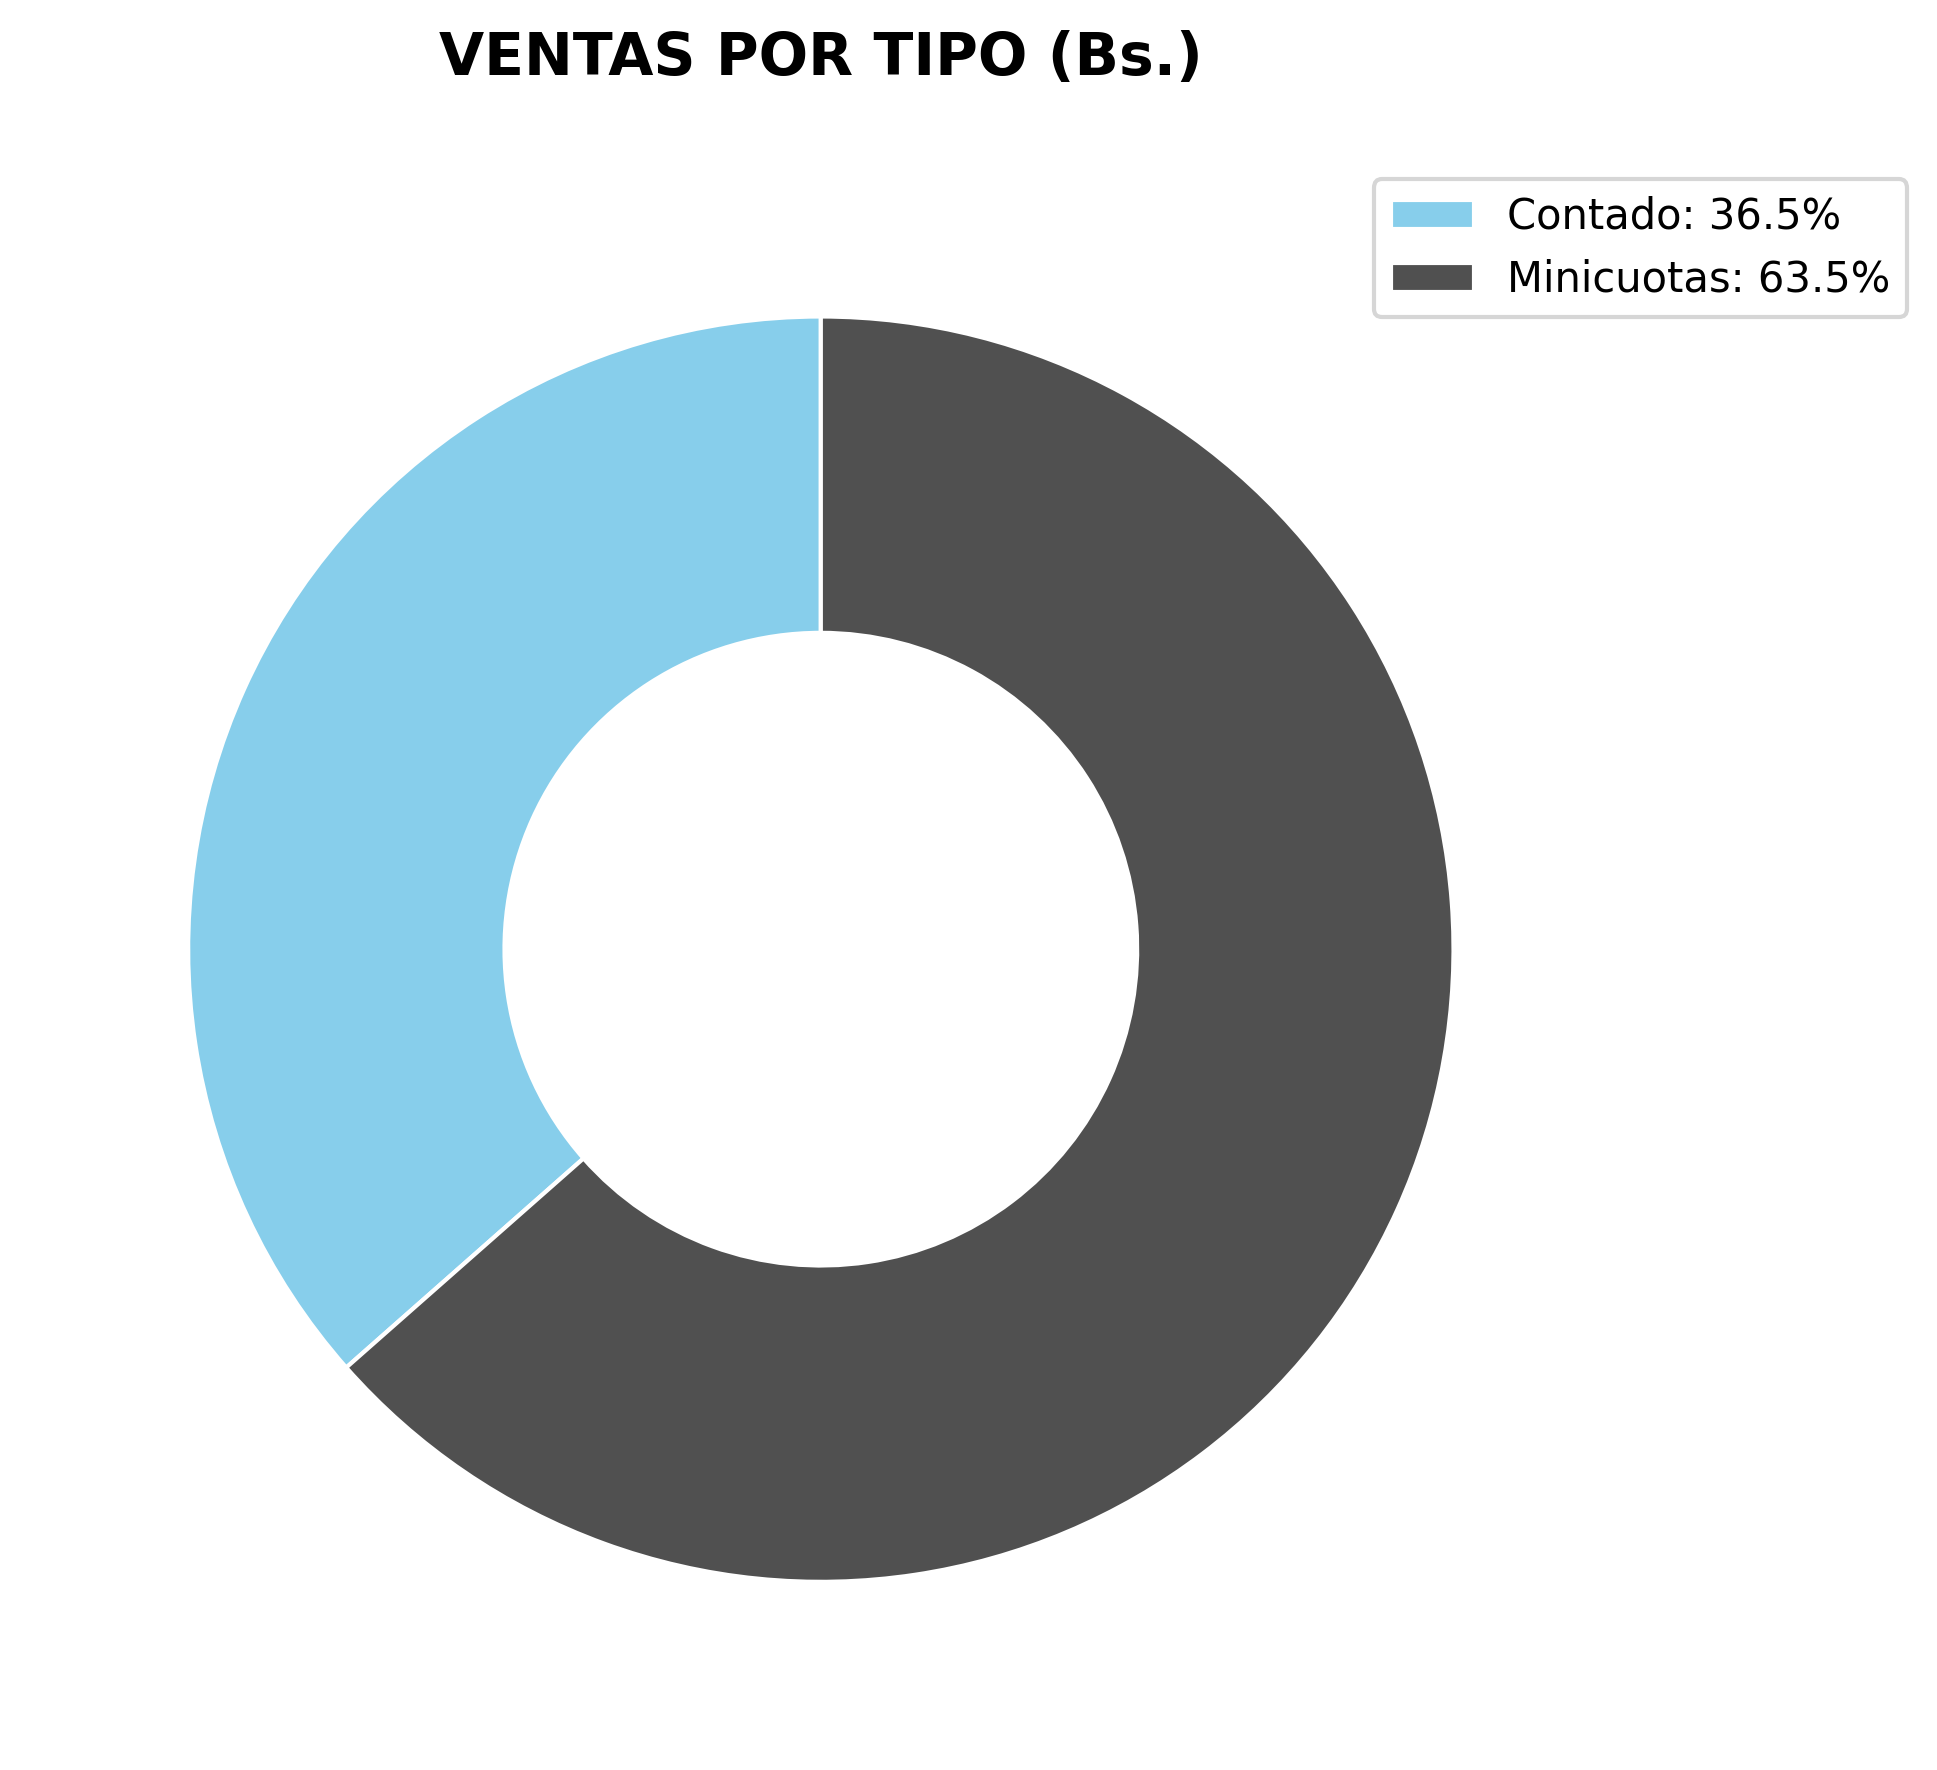 VENTAS POR TIPO (Bs.)
Contado: 36.5%
Minicuotas: 63.5%